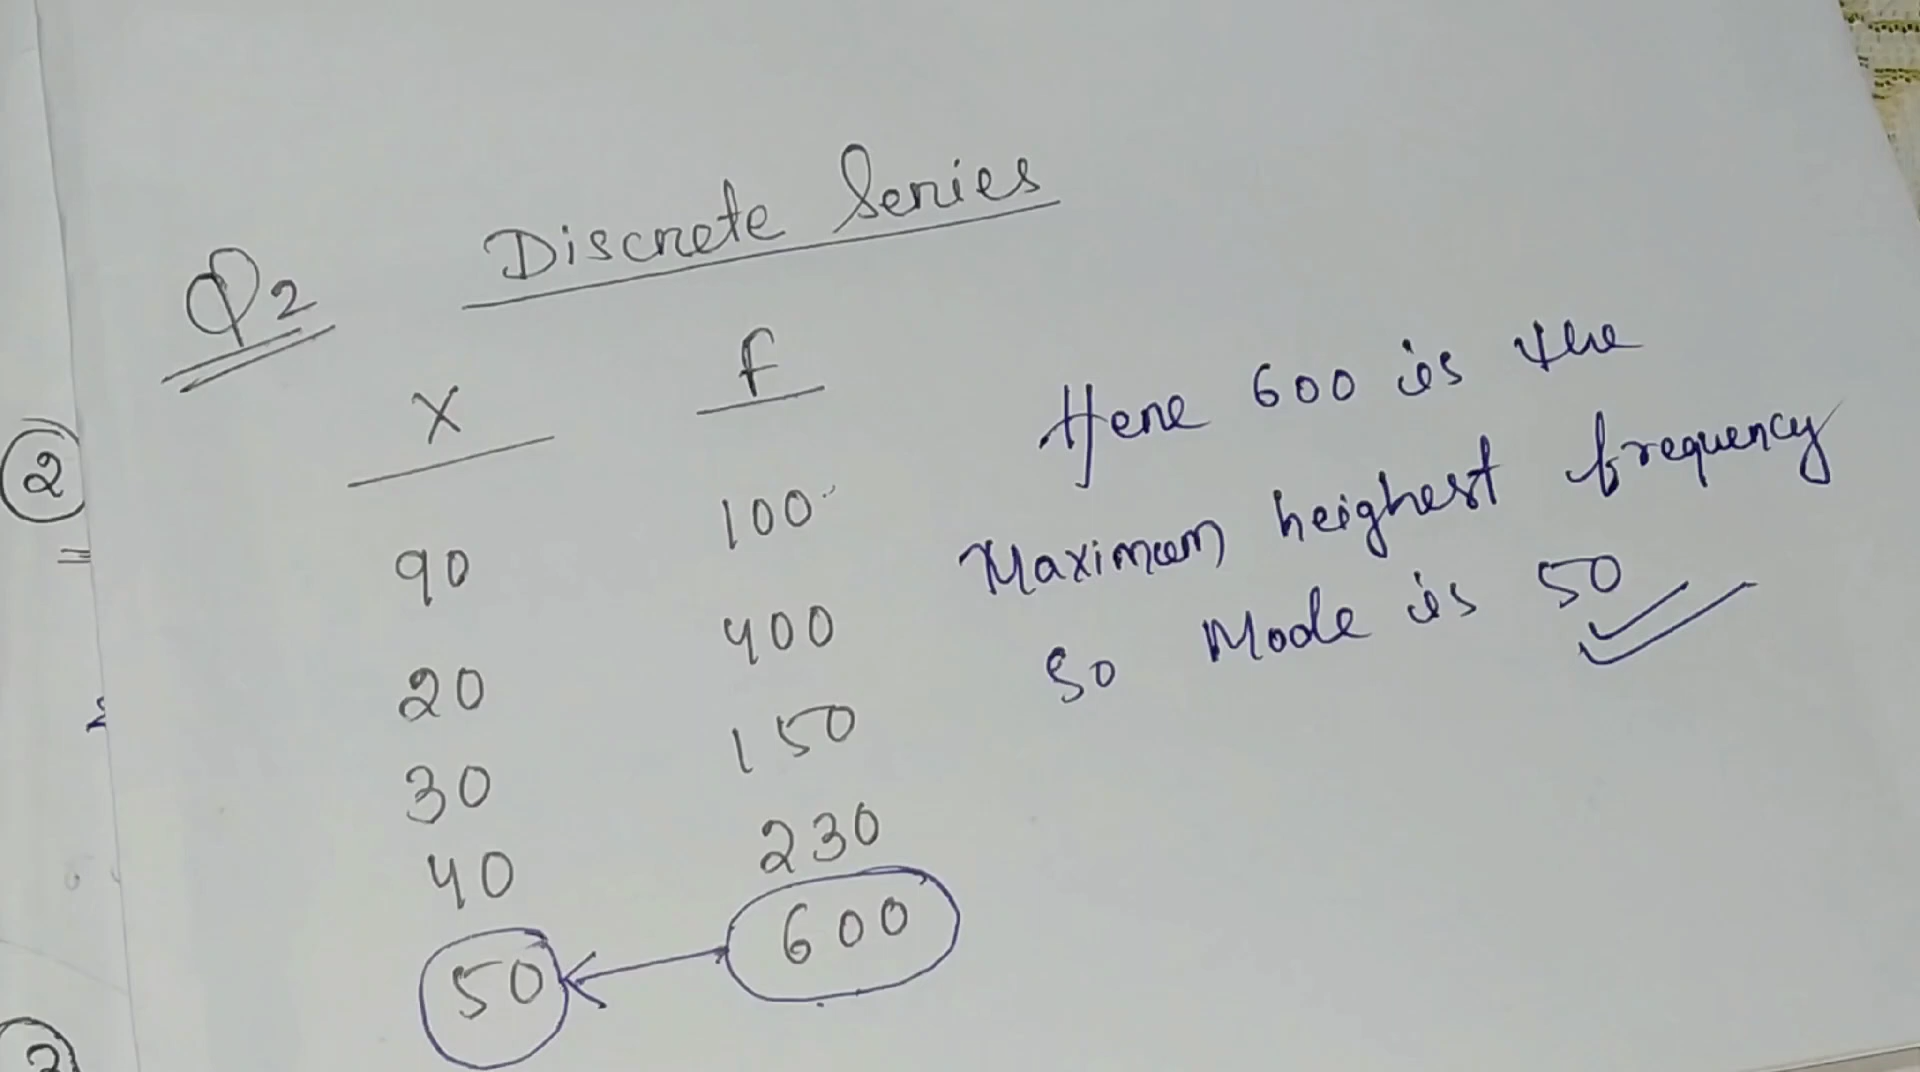 Discrete Series
Q2
X f
90 100
20 400
30 150
40 230
50 600
Here 600 is the
Maximum heighest frequency
So Mode is 50
2
=